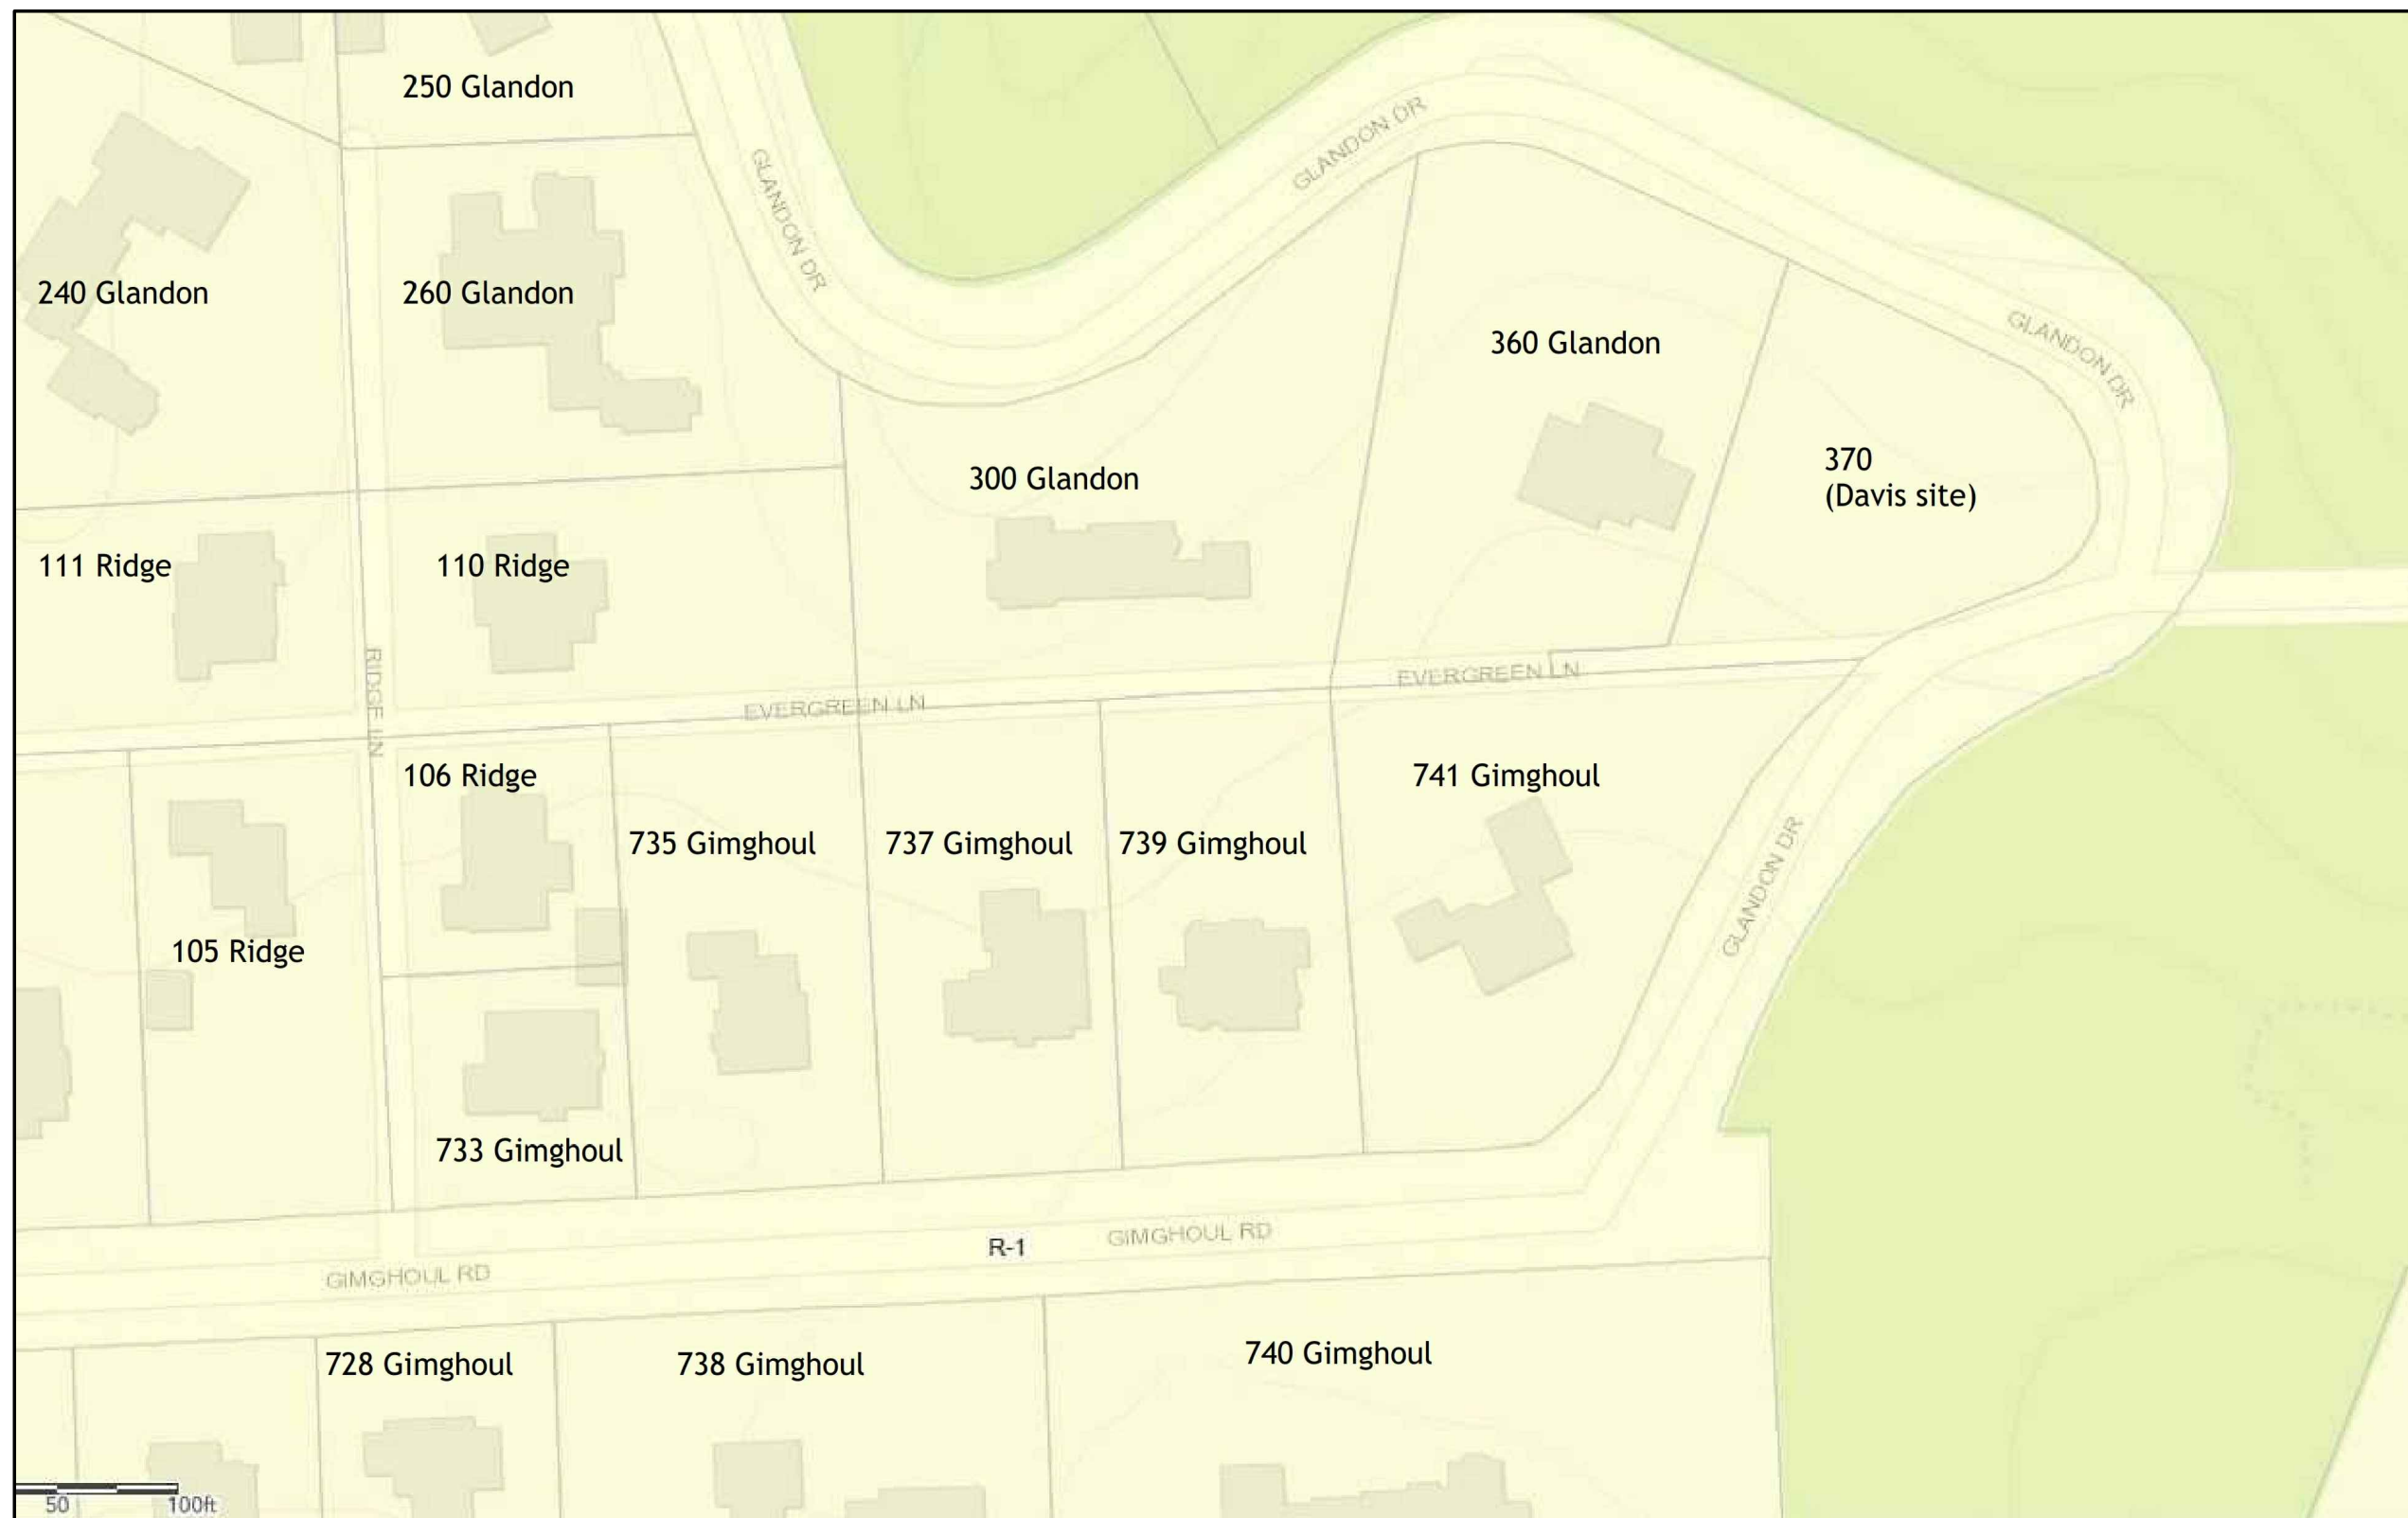 250 Glandon
GLANDON DR
GLANDON DR
240 Glandon
260 Glandon
GLANDON DR
360 Glandon
370
(Davis site)
300 Glandon
111 Ridge
110 Ridge
RIDGE LN
EVERGREEN LN
EVERGREEN LN
106 Ridge
741 Gimghoul
735 Gimghoul
737 Gimghoul
739 Gimghoul
GLANDON DR
105 Ridge
733 Gimghoul
R-1
GIMGHOUL RD
GIMGHOUL RD
728 Gimghoul
738 Gimghoul
740 Gimghoul
50
100ft